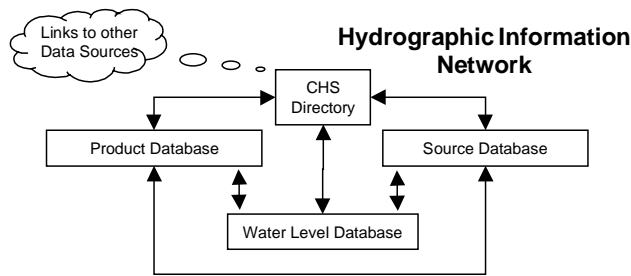 Links to other
Data Sources
Hydrographic Information
Network
CHS
Directory
Product Database
Source Database
Water Level Database